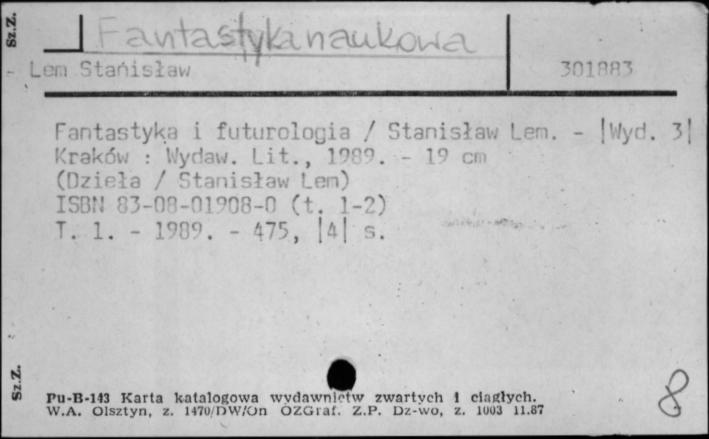 Sz.Z.
Fantastyka naukowa
Lem Stanisław 301883
Fantastyka i futurologia / Stanisław Lem. - |Wyd. 3|
Kraków : Wydaw. Lit., 1989. - 19 cm
(Dzieła / Stanisław Lem)
ISBN 83-08-01908-0 (t. 1-2)
T. 1. - 1989. - 475, |4| s.
Sz.Z.
Pu-B-143 Karta katalogowa wydawnictw zwartych i ciągłych.
W.A. Olsztyn, z. 1470/DW/On OZGraf. Z.P. Dz-wo, z. 1003 11.87
8